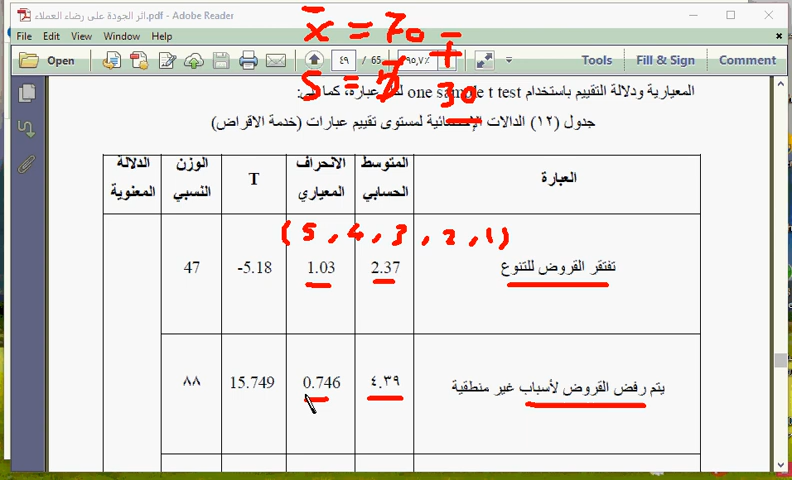 اثر الجودة على رضاء العملاء.pdf - Adobe Reader
File Edit View Window Help
Open ٤٩ / 65 ٩٥,٧% Tools Fill & Sign Comment
x̄ = 70
S =
30
المعيارية ودلالة التقييم باستخدام one sample t test لكل عبارة، كما يلي:
جدول (١٢) الدالات الإحصائية لمستوى تقييم عبارات (خدمة الاقراض)
العبارة المتوسط الحسابي الانحراف المعياري T الوزن النسبي الدلالة المعنوية
(5, 4, 3, 2, 1)
تفتقر القروض للتنوع 2.37 1.03 -5.18 47
يتم رفض القروض لأسباب غير منطقية ٤.٣٩ 0.746 15.749 ٨٨